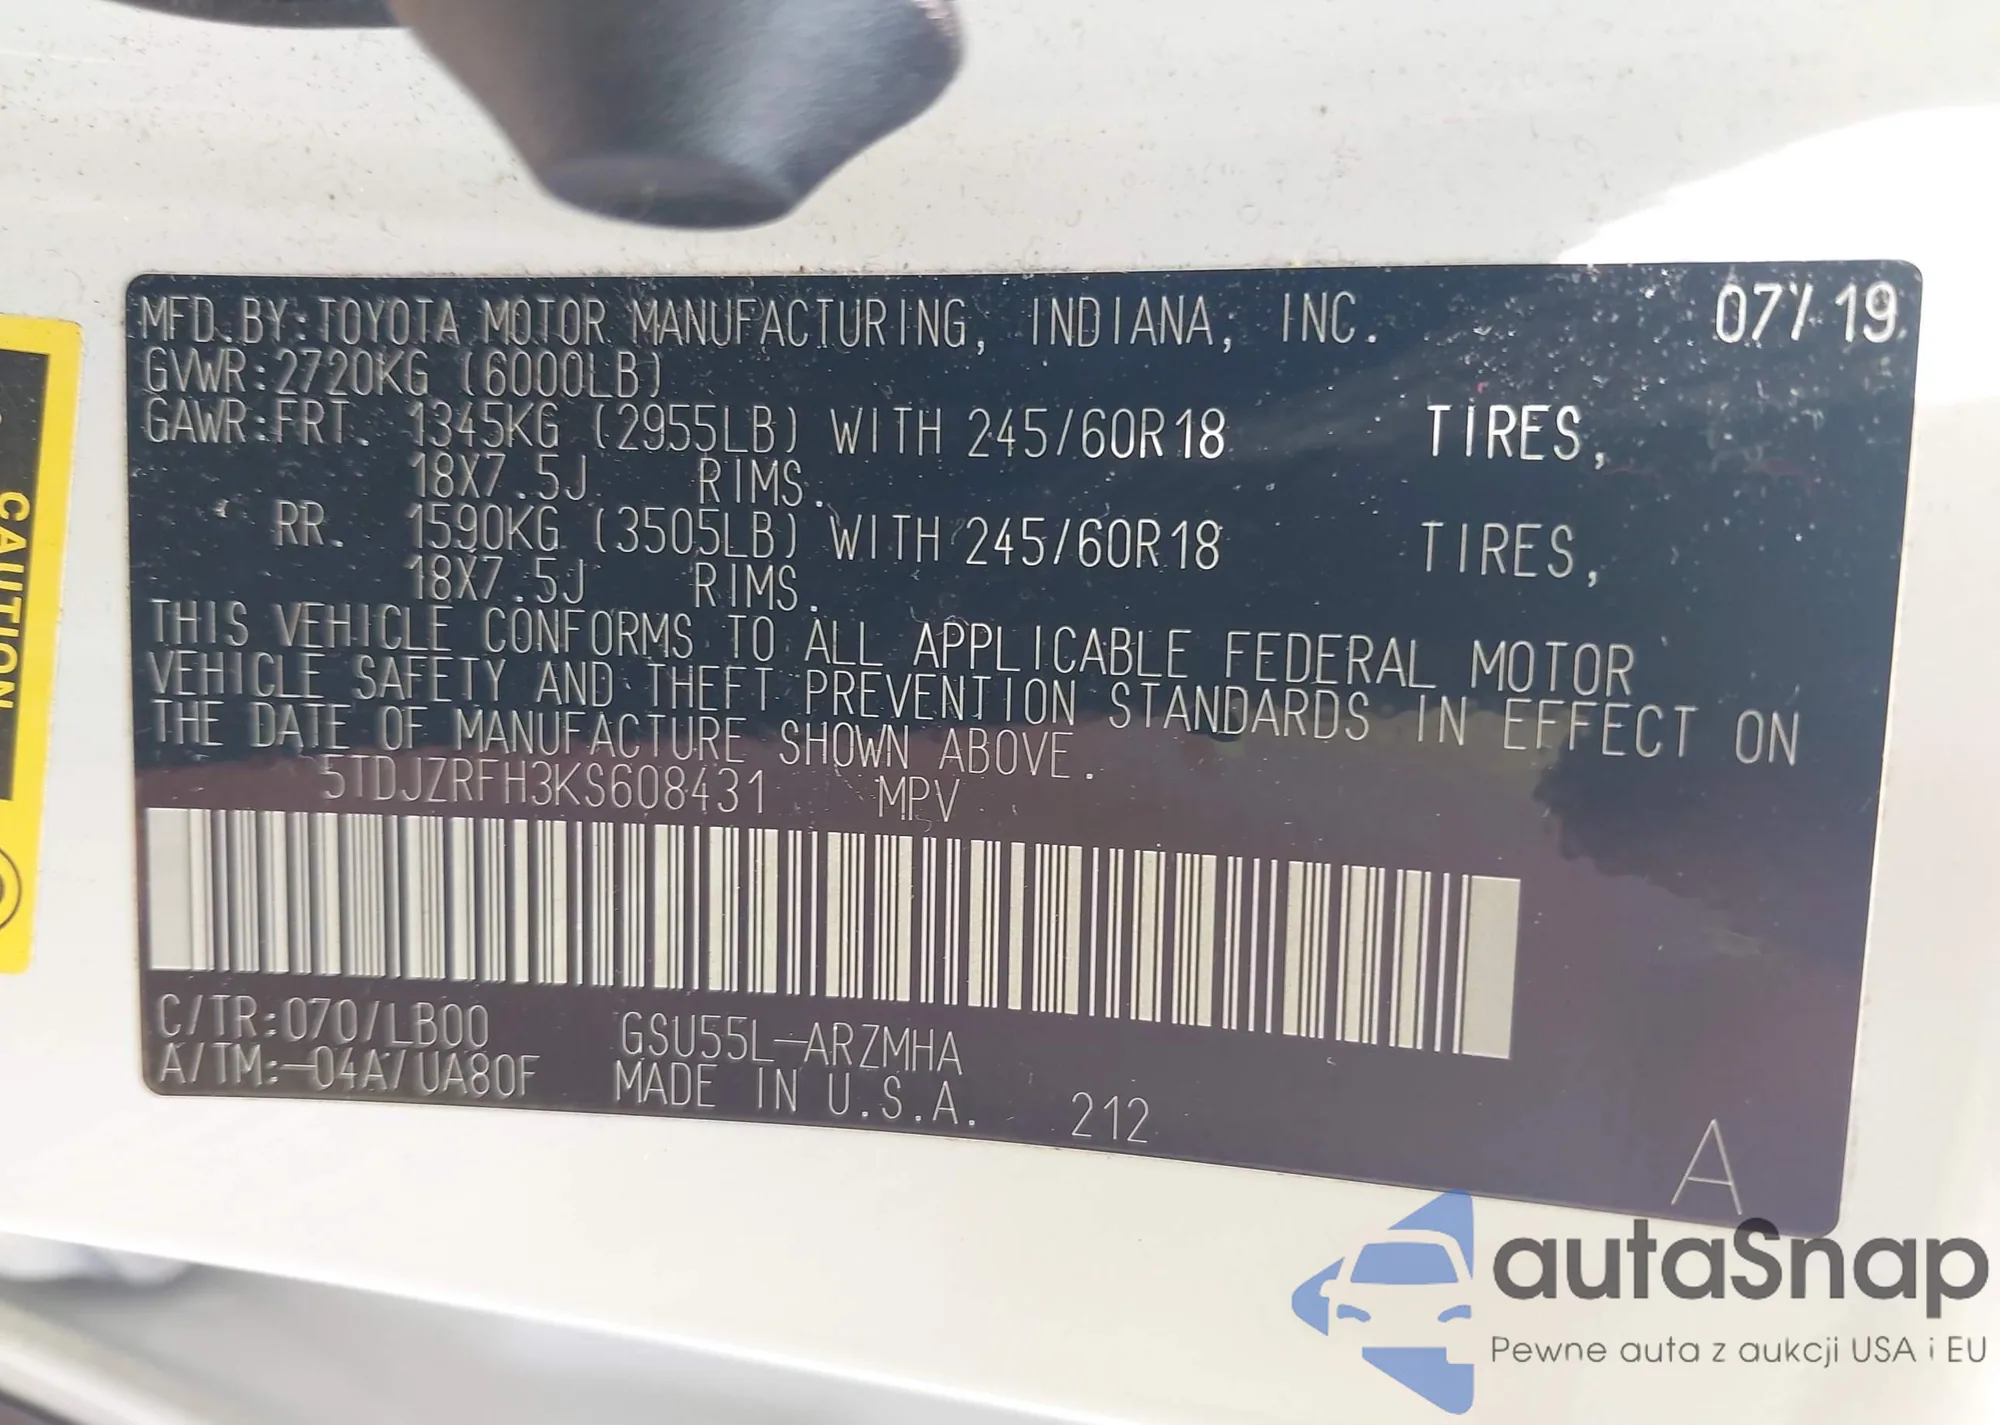 MFD.BY:TOYOTA MOTOR MANUFACTURING, INDIANA, INC. 07/19
GVWR:2720KG (6000LB)
GAWR:FRT. 1345KG (2955LB) WITH 245/60R18 TIRES,
18X7.5J RIMS.
RR. 1590KG (3505LB) WITH 245/60R18 TIRES,
18X7.5J RIMS.
THIS VEHICLE CONFORMS TO ALL APPLICABLE FEDERAL MOTOR
VEHICLE SAFETY AND THEFT PREVENTION STANDARDS IN EFFECT ON
THE DATE OF MANUFACTURE SHOWN ABOVE.
5TDJZRFH3KS608431 MPV
C/TR:070/LB00 GSU55L-ARZMHA
A/TM:-04A/UA80F MADE IN U.S.A. 212
A
CAUTION
autaSnap
Pewne auta z aukcji USA i EU